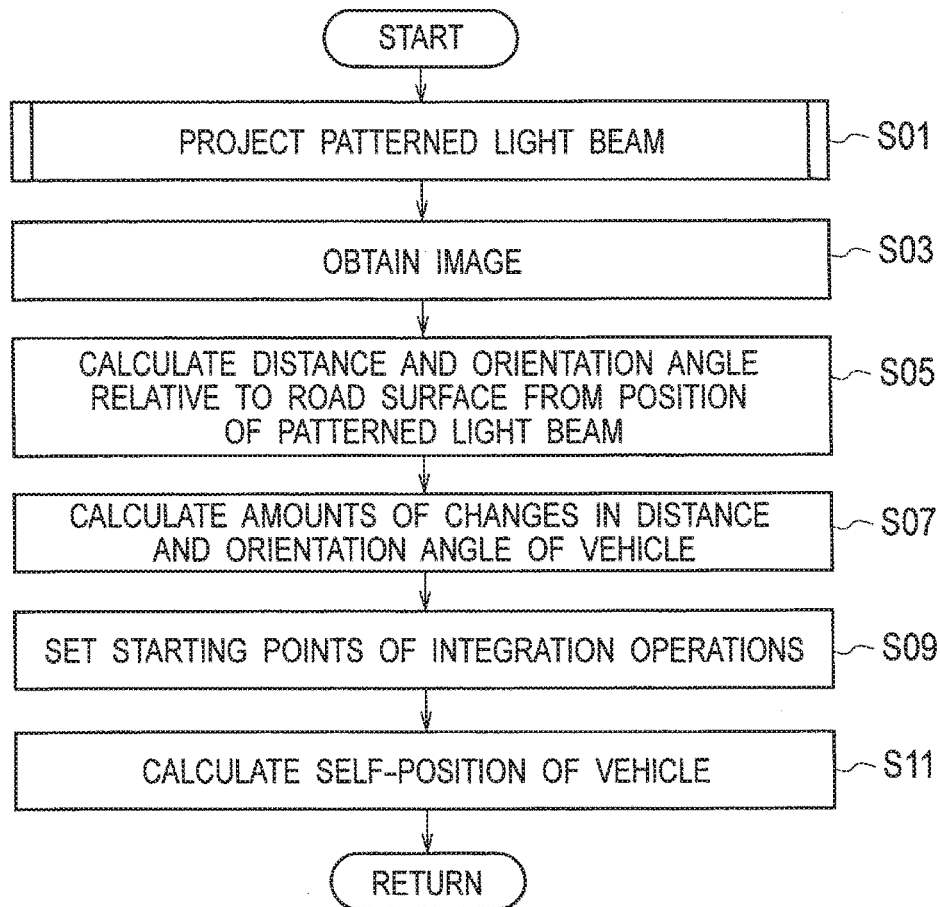 START
PROJECT PATTERNED LIGHT BEAM
S01
OBTAIN IMAGE
S03
CALCULATE DISTANCE AND ORIENTATION ANGLE
RELATIVE TO ROAD SURFACE FROM POSITION
OF PATTERNED LIGHT BEAM
S05
CALCULATE AMOUNTS OF CHANGES IN DISTANCE
AND ORIENTATION ANGLE OF VEHICLE
S07
SET STARTING POINTS OF INTEGRATION OPERATIONS
S09
CALCULATE SELF-POSITION OF VEHICLE
S11
RETURN